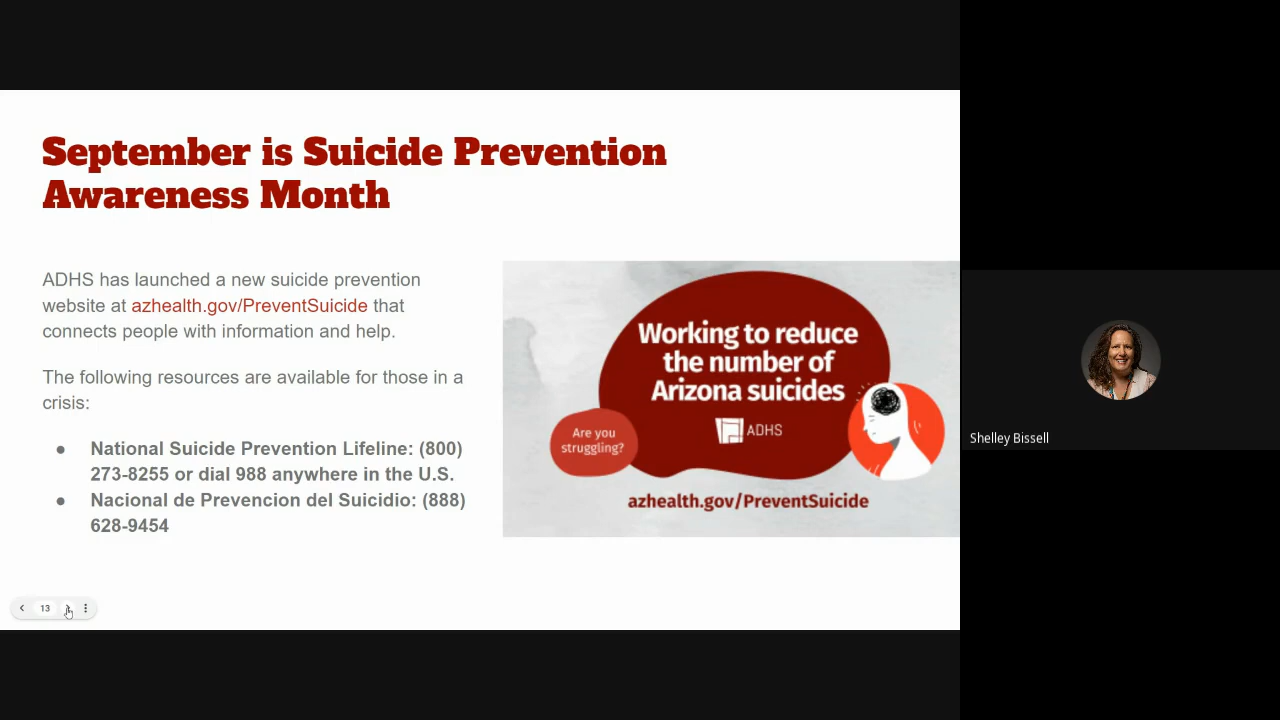 September is Suicide Prevention
Awareness Month
ADHS has launched a new suicide prevention
website at azhealth.gov/PreventSuicide that
connects people with information and help.
The following resources are available for those in a
crisis:
● National Suicide Prevention Lifeline: (800)
273-8255 or dial 988 anywhere in the U.S.
● Nacional de Prevencion del Suicidio: (888)
628-9454
Working to reduce
the number of
Arizona suicides
ADHS
Are you
struggling?
azhealth.gov/PreventSuicide
13
Shelley Bissell